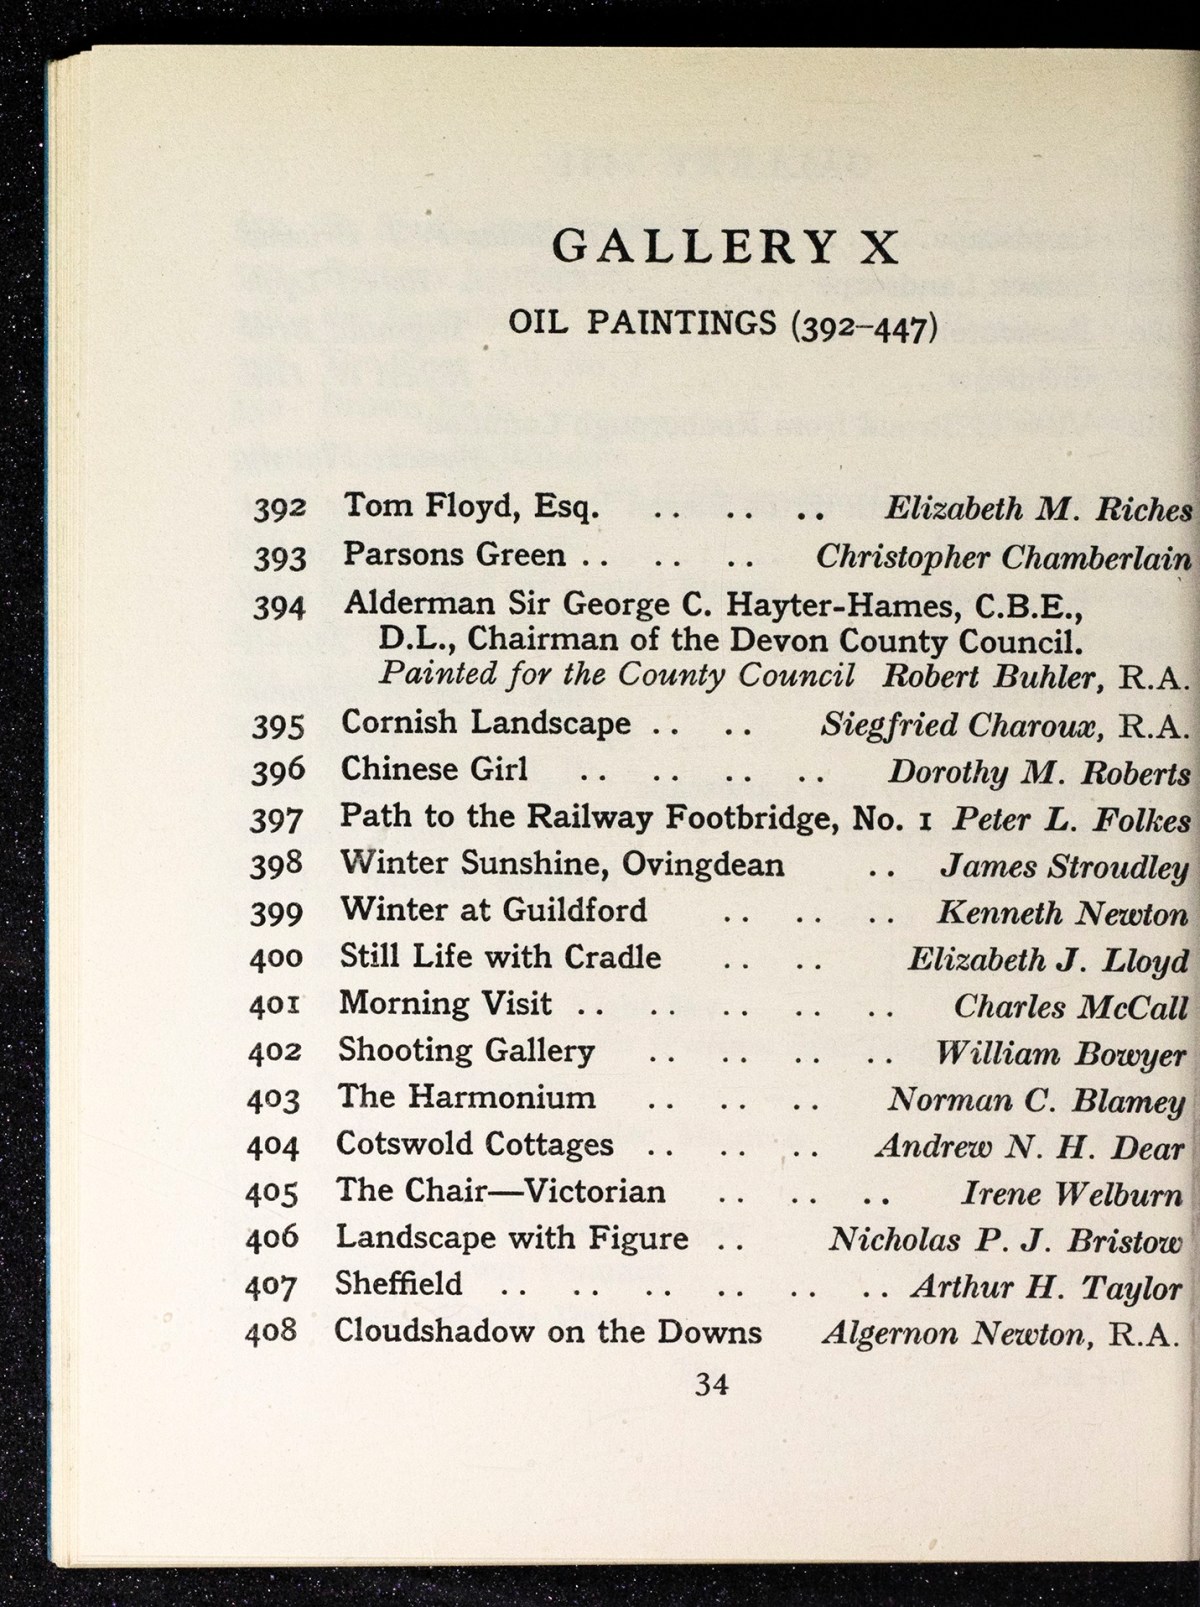 GALLERY X
OIL PAINTINGS (392–447)
392 Tom Floyd, Esq. .. .. .. Elizabeth M. Riches
393 Parsons Green .. .. .. Christopher Chamberlain
394 Alderman Sir George C. Hayter-Hames, C.B.E.,
D.L., Chairman of the Devon County Council.
Painted for the County Council Robert Buhler, R.A.
395 Cornish Landscape .. .. Siegfried Charoux, R.A.
396 Chinese Girl .. .. .. .. Dorothy M. Roberts
397 Path to the Railway Footbridge, No. 1 Peter L. Folkes
398 Winter Sunshine, Ovingdean .. James Stroudley
399 Winter at Guildford .. .. .. Kenneth Newton
400 Still Life with Cradle .. .. Elizabeth J. Lloyd
401 Morning Visit .. .. .. .. .. Charles McCall
402 Shooting Gallery .. .. .. .. William Bowyer
403 The Harmonium .. .. .. Norman C. Blamey
404 Cotswold Cottages .. .. .. Andrew N. H. Dear
405 The Chair—Victorian .. .. .. Irene Welburn
406 Landscape with Figure .. Nicholas P. J. Bristow
407 Sheffield .. .. .. .. .. .. Arthur H. Taylor
408 Cloudshadow on the Downs Algernon Newton, R.A.
34